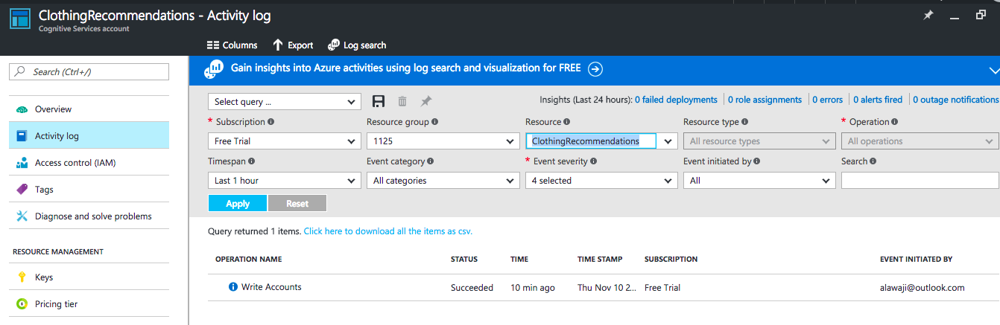 ClothingRecommendations - Activity log
Cognitive Services account
Columns Export Log search
Search (Ctrl+/)
Overview
Activity log
Access control (IAM)
Tags
Diagnose and solve problems
RESOURCE MANAGEMENT
Keys
Pricing tier
Gain insights into Azure activities using log search and visualization for FREE
Select query ...
Insights (Last 24 hours): 0 failed deployments 0 role assignments 0 errors 0 alerts fired 0 outage notifications
* Subscription Resource group Resource Resource type * Operation
Free Trial 1125 ClothingRecommendations All resource types All operations
Timespan Event category * Event severity Event initiated by Search
Last 1 hour All categories 4 selected All
Apply Reset
Query returned 1 items. Click here to download all the items as csv.
OPERATION NAME STATUS TIME TIME STAMP SUBSCRIPTION EVENT INITIATED BY
Write Accounts Succeeded 10 min ago Thu Nov 10 2... Free Trial alawaji@outlook.com